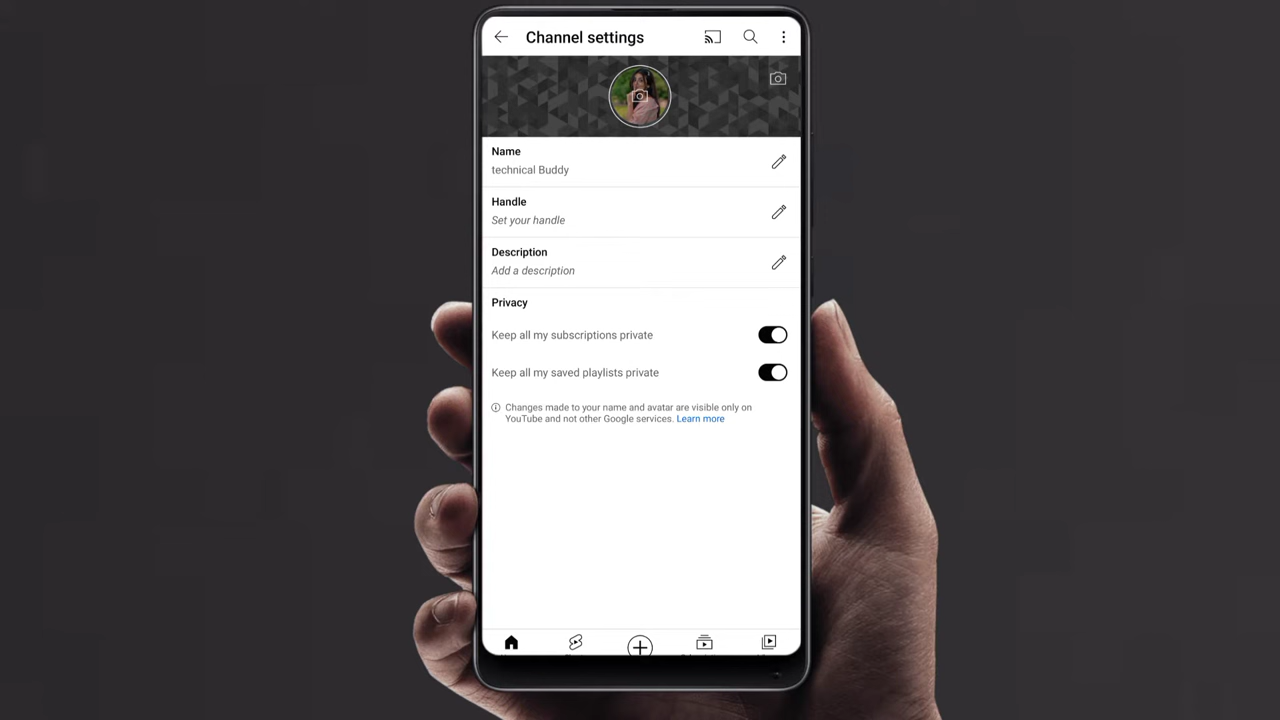 Channel settings
Name
technical Buddy
Handle
Set your handle
Description
Add a description
Privacy
Keep all my subscriptions private
Keep all my saved playlists private
Changes made to your name and avatar are visible only on
YouTube and not other Google services. Learn more